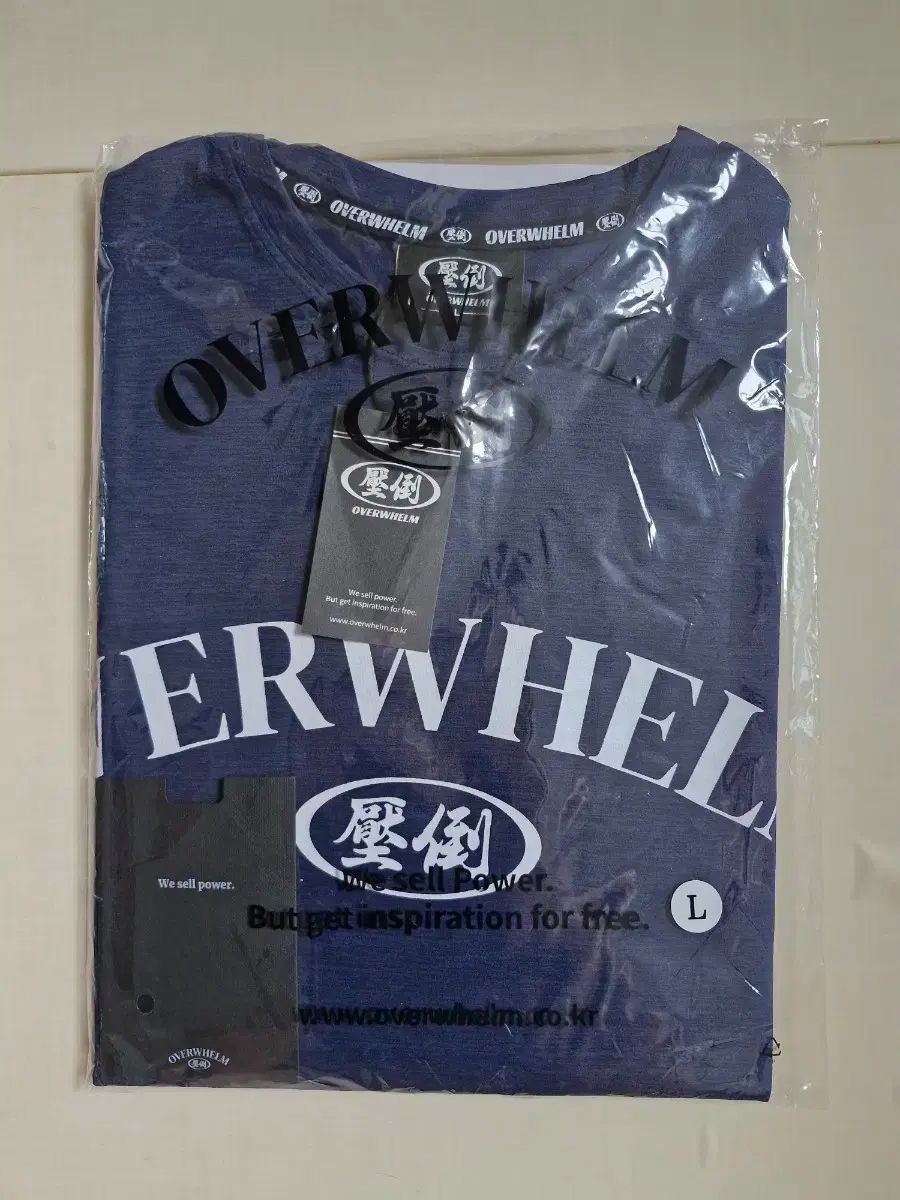 OVERWHELM 壓倒 OVERWHELM 壓倒
壓倒
OVERWHELM
OVERWHELM
壓
壓倒
OVERWHELM
We sell power.
But get inspiration for free.
www.overwhelm.co.kr
VERWHELM
壓倒
We sell power.
We sell Power.
But get inspiration for free.
L
www.overwhelm.co.kr
OVERWHELM
壓倒